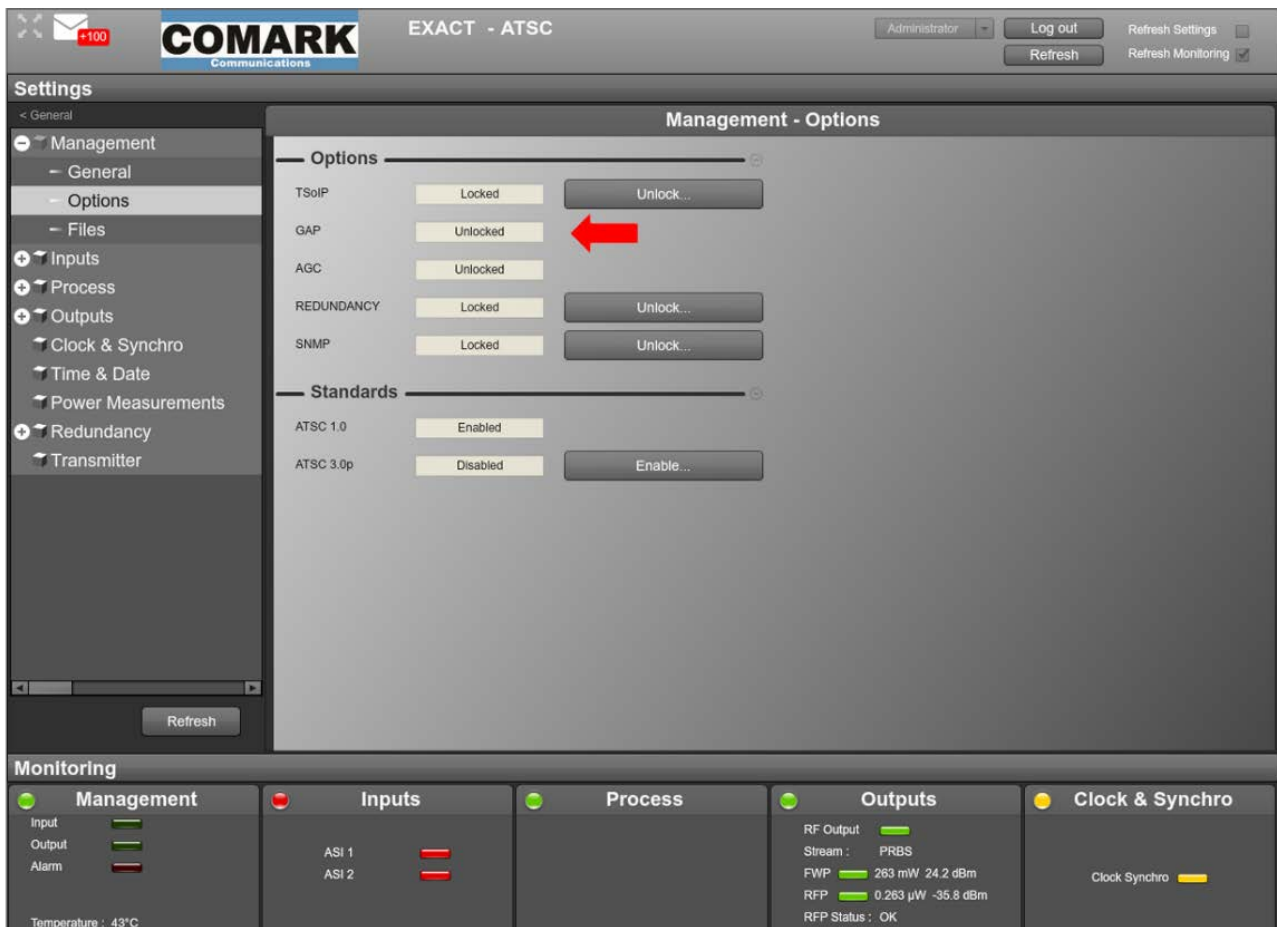 +100
COMARK
Communications
EXACT - ATSC
Administrator
Log out
Refresh Settings
Refresh
Refresh Monitoring
Settings
< General
Management - Options
Management
General
Options
Files
Inputs
Process
Outputs
Clock & Synchro
Time & Date
Power Measurements
Redundancy
Transmitter
Refresh
Options
TSoIP Locked Unlock...
GAP Unlocked
AGC Unlocked
REDUNDANCY Locked Unlock...
SNMP Locked Unlock...
Standards
ATSC 1.0 Enabled
ATSC 3.0p Disabled Enable...
Monitoring
Management
Input
Output
Alarm
Temperature : 43°C
Inputs
ASI 1
ASI 2
Process
Outputs
RF Output
Stream : PRBS
FWP 263 mW 24.2 dBm
RFP 0.263 µW -35.8 dBm
RFP Status : OK
Clock & Synchro
Clock Synchro